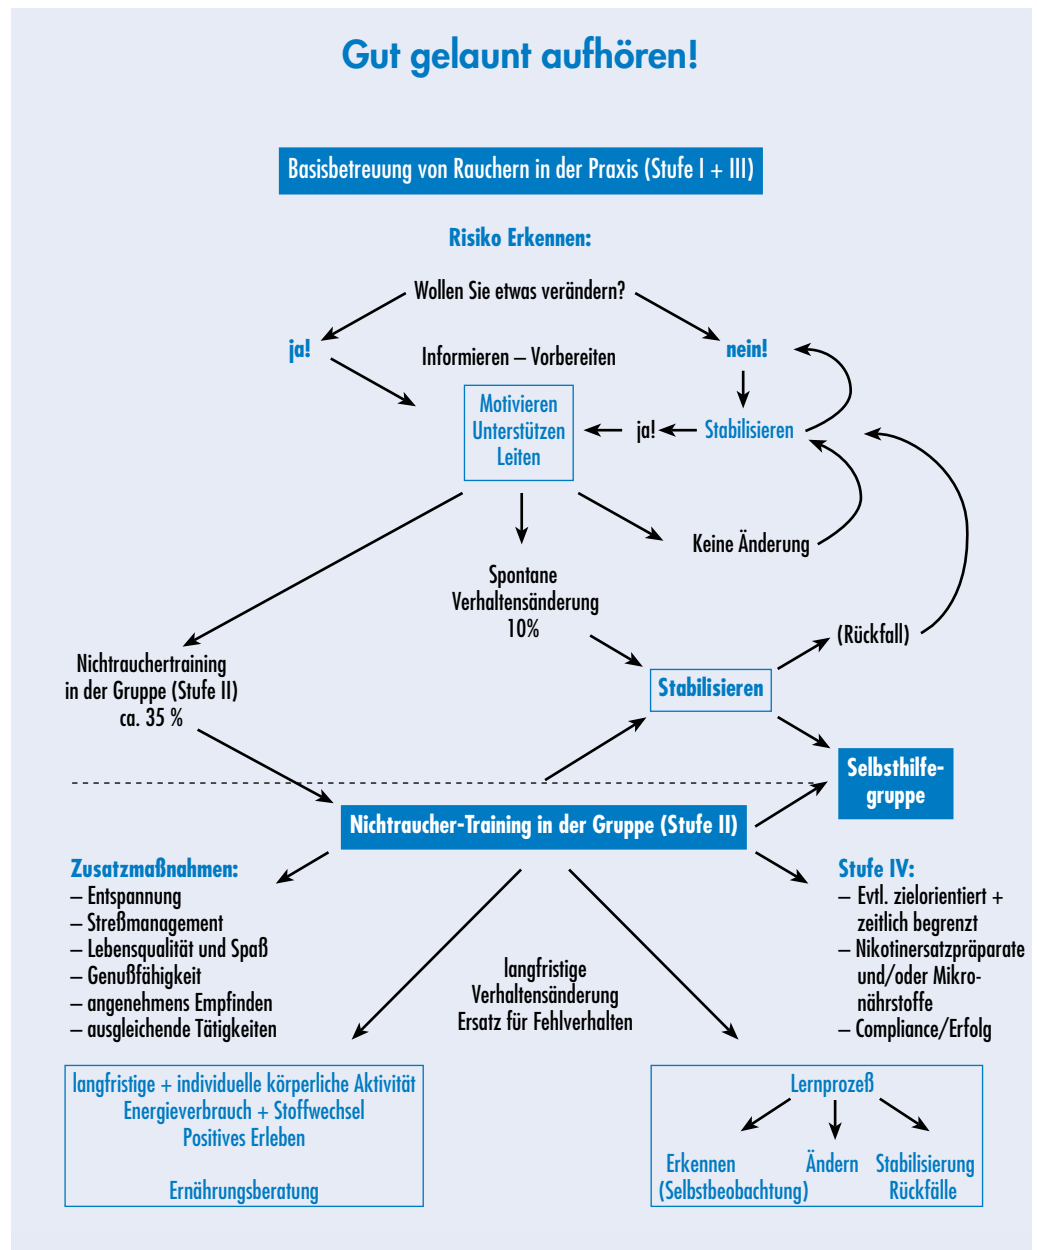 Gut gelaunt aufhören!
Basisbetreuung von Rauchern in der Praxis (Stufe I + III)
Risiko Erkennen:
Wollen Sie etwas verändern?
ja!
Informieren – Vorbereiten
nein!
Motivieren
Unterstützen
Leiten
ja!
Stabilisieren
Keine Änderung
Spontane
Verhaltensänderung
10%
(Rückfall)
Nichtrauchertraining
in der Gruppe (Stufe II)
ca. 35 %
Stabilisieren
Selbsthilfe-
gruppe
Nichtraucher-Training in der Gruppe (Stufe II)
Zusatzmaßnahmen:
– Entspannung
– Streßmanagement
– Lebensqualität und Spaß
– Genußfähigkeit
– angenehmens Empfinden
– ausgleichende Tätigkeiten
Stufe IV:
– Evtl. zielorientiert +
zeitlich begrenzt
– Nikotinersatzpräparate
und/oder Mikro-
nährstoffe
– Compliance/Erfolg
langfristige
Verhaltensänderung
Ersatz für Fehlverhalten
langfristige + individuelle körperliche Aktivität
Energieverbrauch + Stoffwechsel
Positives Erleben
Ernährungsberatung
Lernprozeß
Erkennen
(Selbstbeobachtung)
Ändern
Stabilisierung
Rückfälle